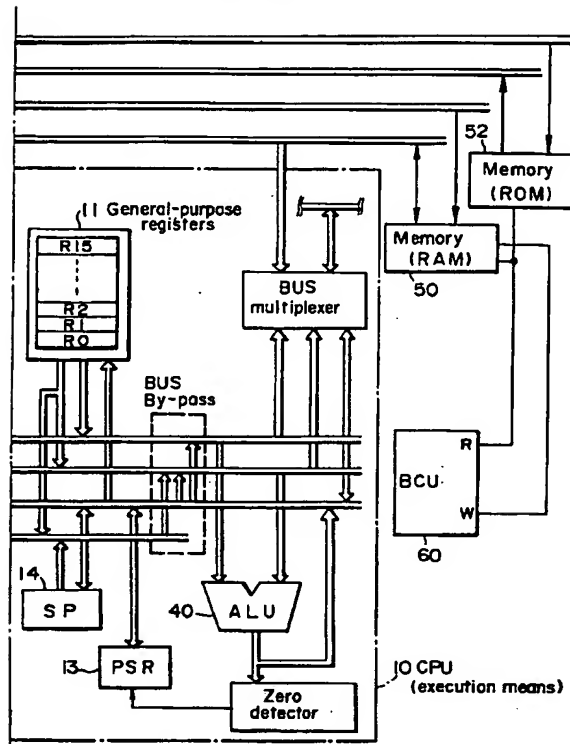 52
Memory
(ROM)
11 General-purpose
registers
R15
R2
R1
R0
BUS
multiplexer
Memory
(RAM)
50
BUS
By-pass
R
BCU
W
60
14
SP
40
ALU
13
PSR
10 CPU
(execution means)
Zero
detector